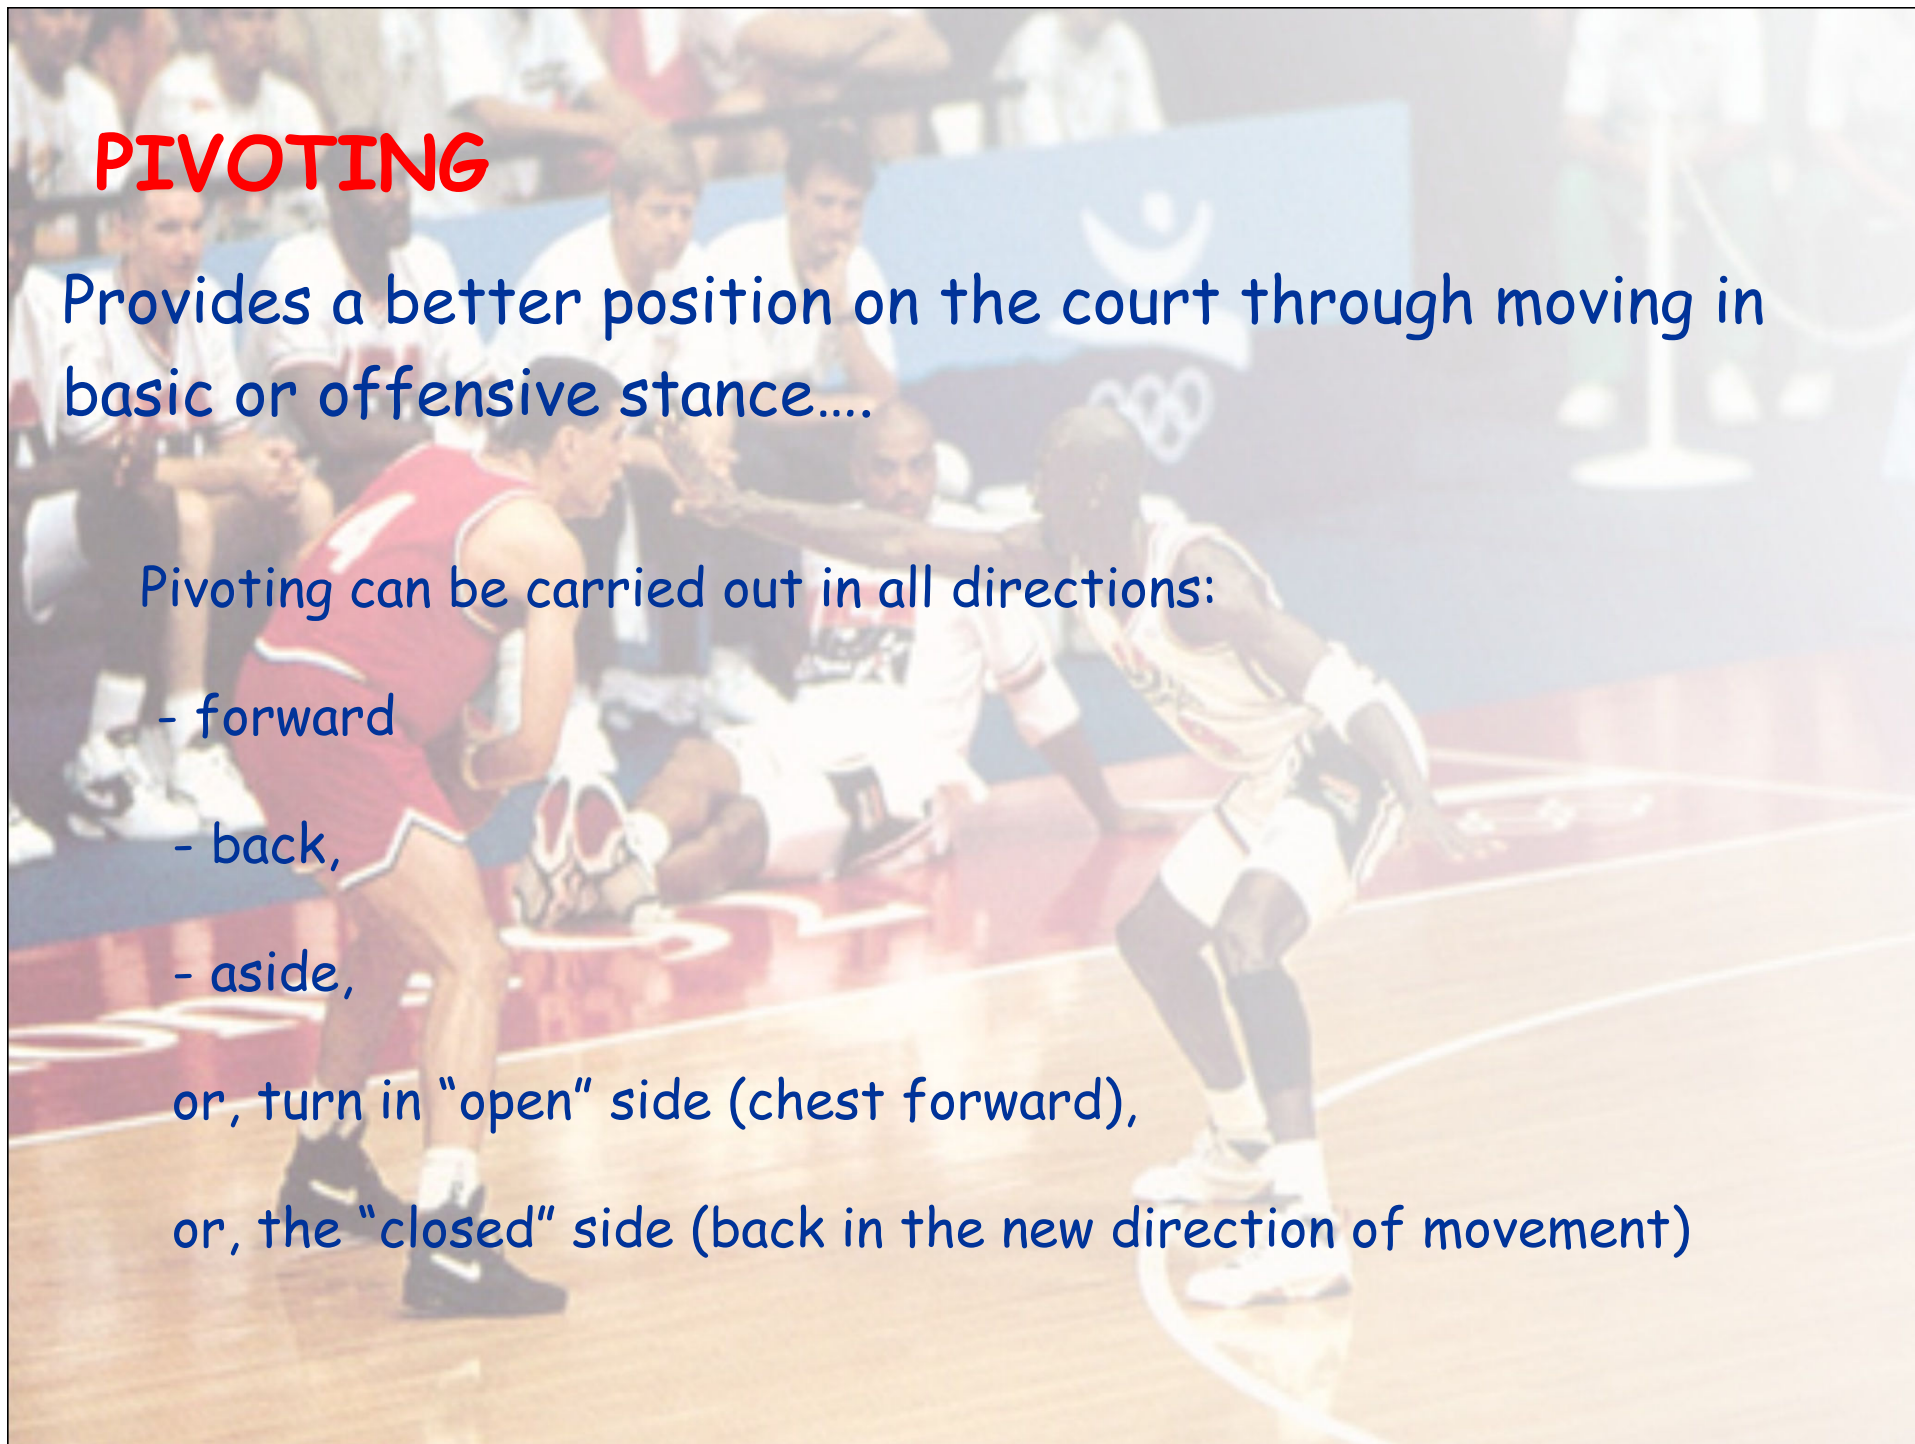 PIVOTING
Provides a better position on the court through moving in
basic or offensive stance….
4
Pivoting can be carried out in all directions:
- forward
- back,
- aside,
or, turn in “open” side (chest forward),
or, the “closed” side (back in the new direction of movement)